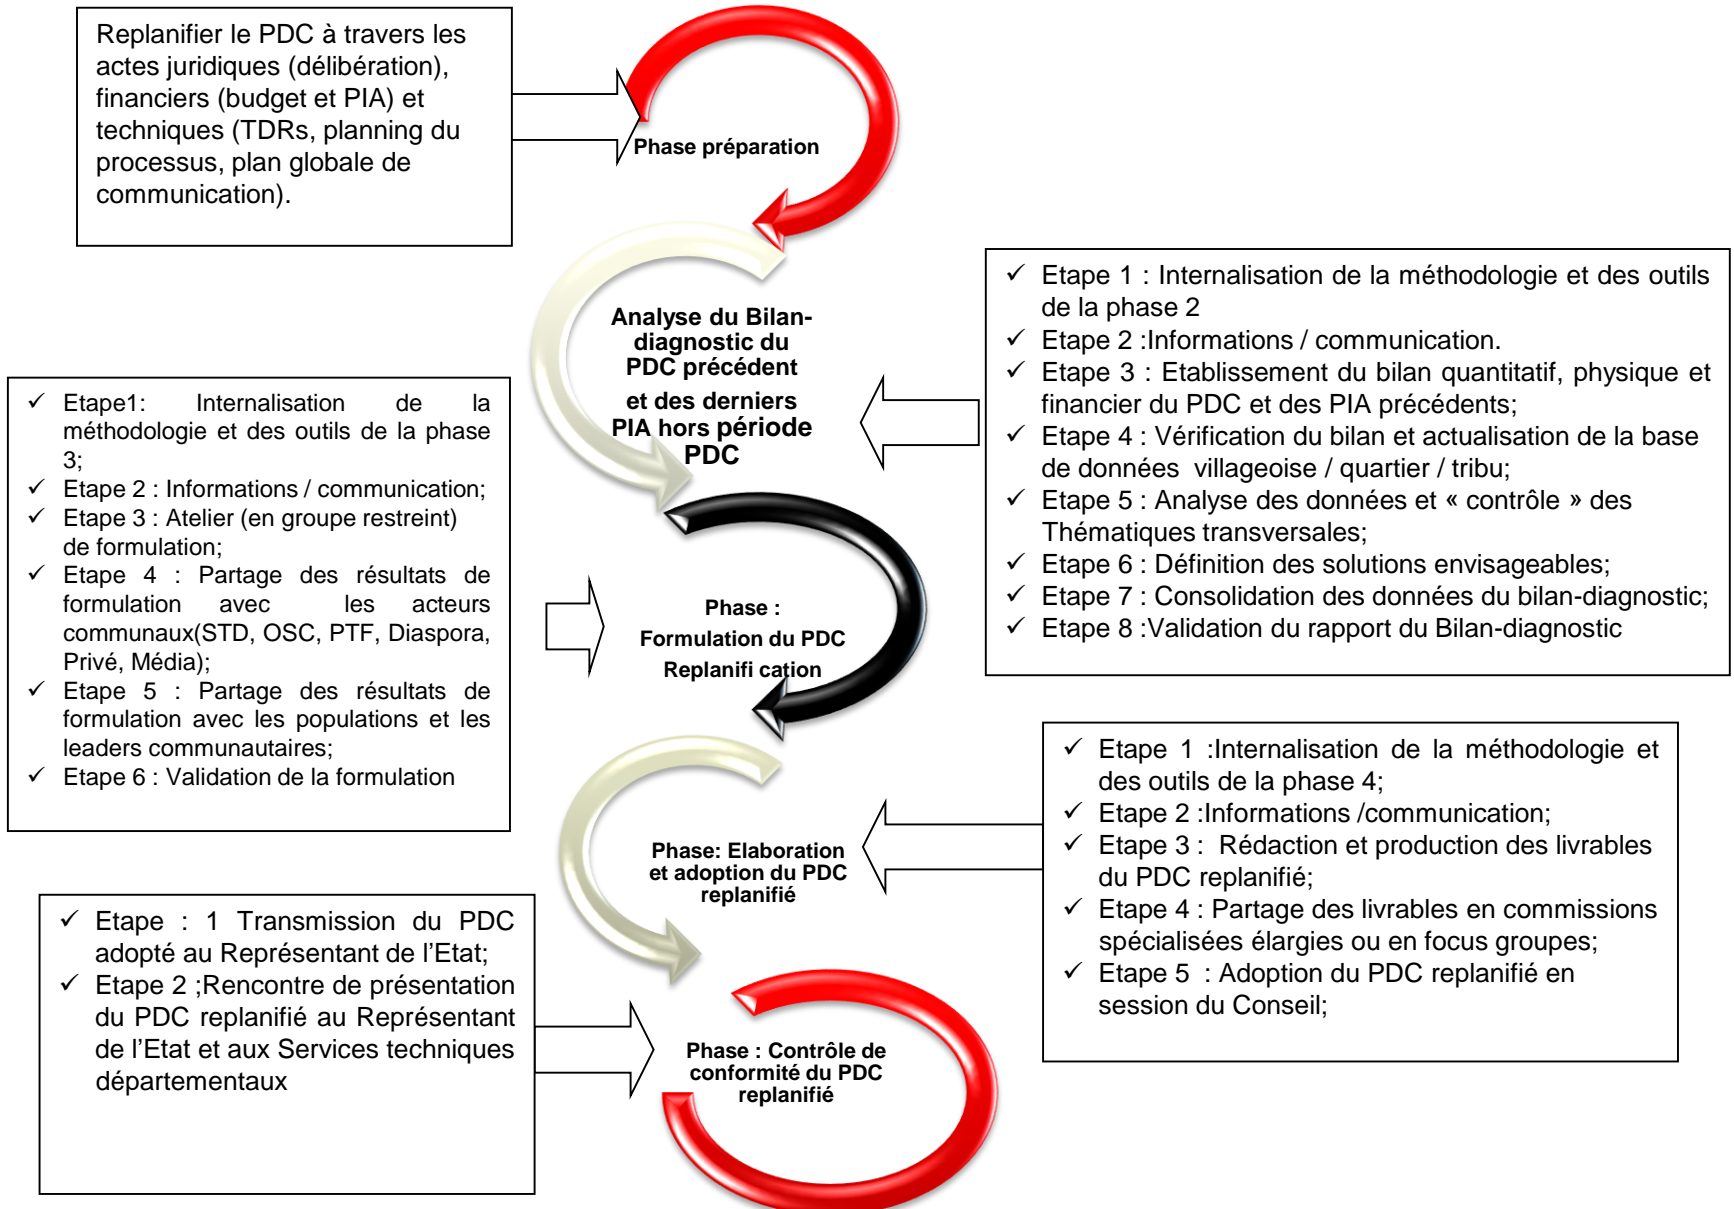 Replanifier le PDC à travers les
actes juridiques (délibération),
financiers (budget et PIA) et
techniques (TDRs, planning du
processus, plan globale de
communication).
Phase préparation
Analyse du Bilan-
diagnostic du
PDC précédent
et des derniers
PIA hors période
PDC
✓ Etape 1 : Internalisation de la méthodologie et des outils
de la phase 2
✓ Etape 2 :Informations / communication.
✓ Etape 3 : Etablissement du bilan quantitatif, physique et
financier du PDC et des PIA précédents;
✓ Etape 4 : Vérification du bilan et actualisation de la base
de données villageoise / quartier / tribu;
✓ Etape 5 : Analyse des données et « contrôle » des
Thématiques transversales;
✓ Etape 6 : Définition des solutions envisageables;
✓ Etape 7 : Consolidation des données du bilan-diagnostic;
✓ Etape 8 :Validation du rapport du Bilan-diagnostic
✓ Etape1: Internalisation de la
méthodologie et des outils de la phase
3;
✓ Etape 2 : Informations / communication;
✓ Etape 3 : Atelier (en groupe restreint)
de formulation;
✓ Etape 4 : Partage des résultats de
formulation avec les acteurs
communaux(STD, OSC, PTF, Diaspora,
Privé, Média);
✓ Etape 5 : Partage des résultats de
formulation avec les populations et les
leaders communautaires;
✓ Etape 6 : Validation de la formulation
Phase :
Formulation du PDC
Replanifi cation
Phase: Elaboration
et adoption du PDC
replanifié
✓ Etape 1 :Internalisation de la méthodologie et
des outils de la phase 4;
✓ Etape 2 :Informations /communication;
✓ Etape 3 : Rédaction et production des livrables
du PDC replanifié;
✓ Etape 4 : Partage des livrables en commissions
spécialisées élargies ou en focus groupes;
✓ Etape 5 : Adoption du PDC replanifié en
session du Conseil;
✓ Etape : 1 Transmission du PDC
adopté au Représentant de l'Etat;
✓ Etape 2 ;Rencontre de présentation
du PDC replanifié au Représentant
de l'Etat et aux Services techniques
départementaux
Phase : Contrôle de
conformité du PDC
replanifié